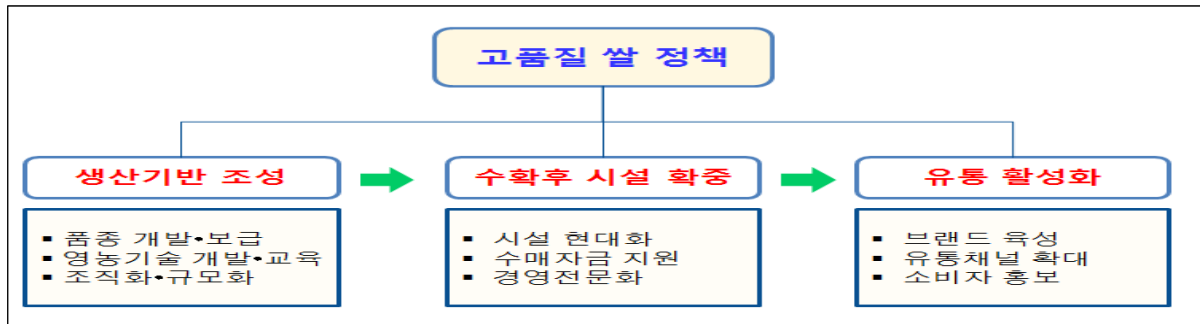 고품질 쌀 정책
생산기반 조성
수확후 시설 확중
유통 활성화
▪ 품종 개발•보급
▪ 영농기술 개발•교육
▪ 조직화•규모화
▪ 시설 현대화
▪ 수매자금 지원
▪ 경영전문화
▪ 브랜드 육성
▪ 유통채널 확대
▪ 소비자 홍보